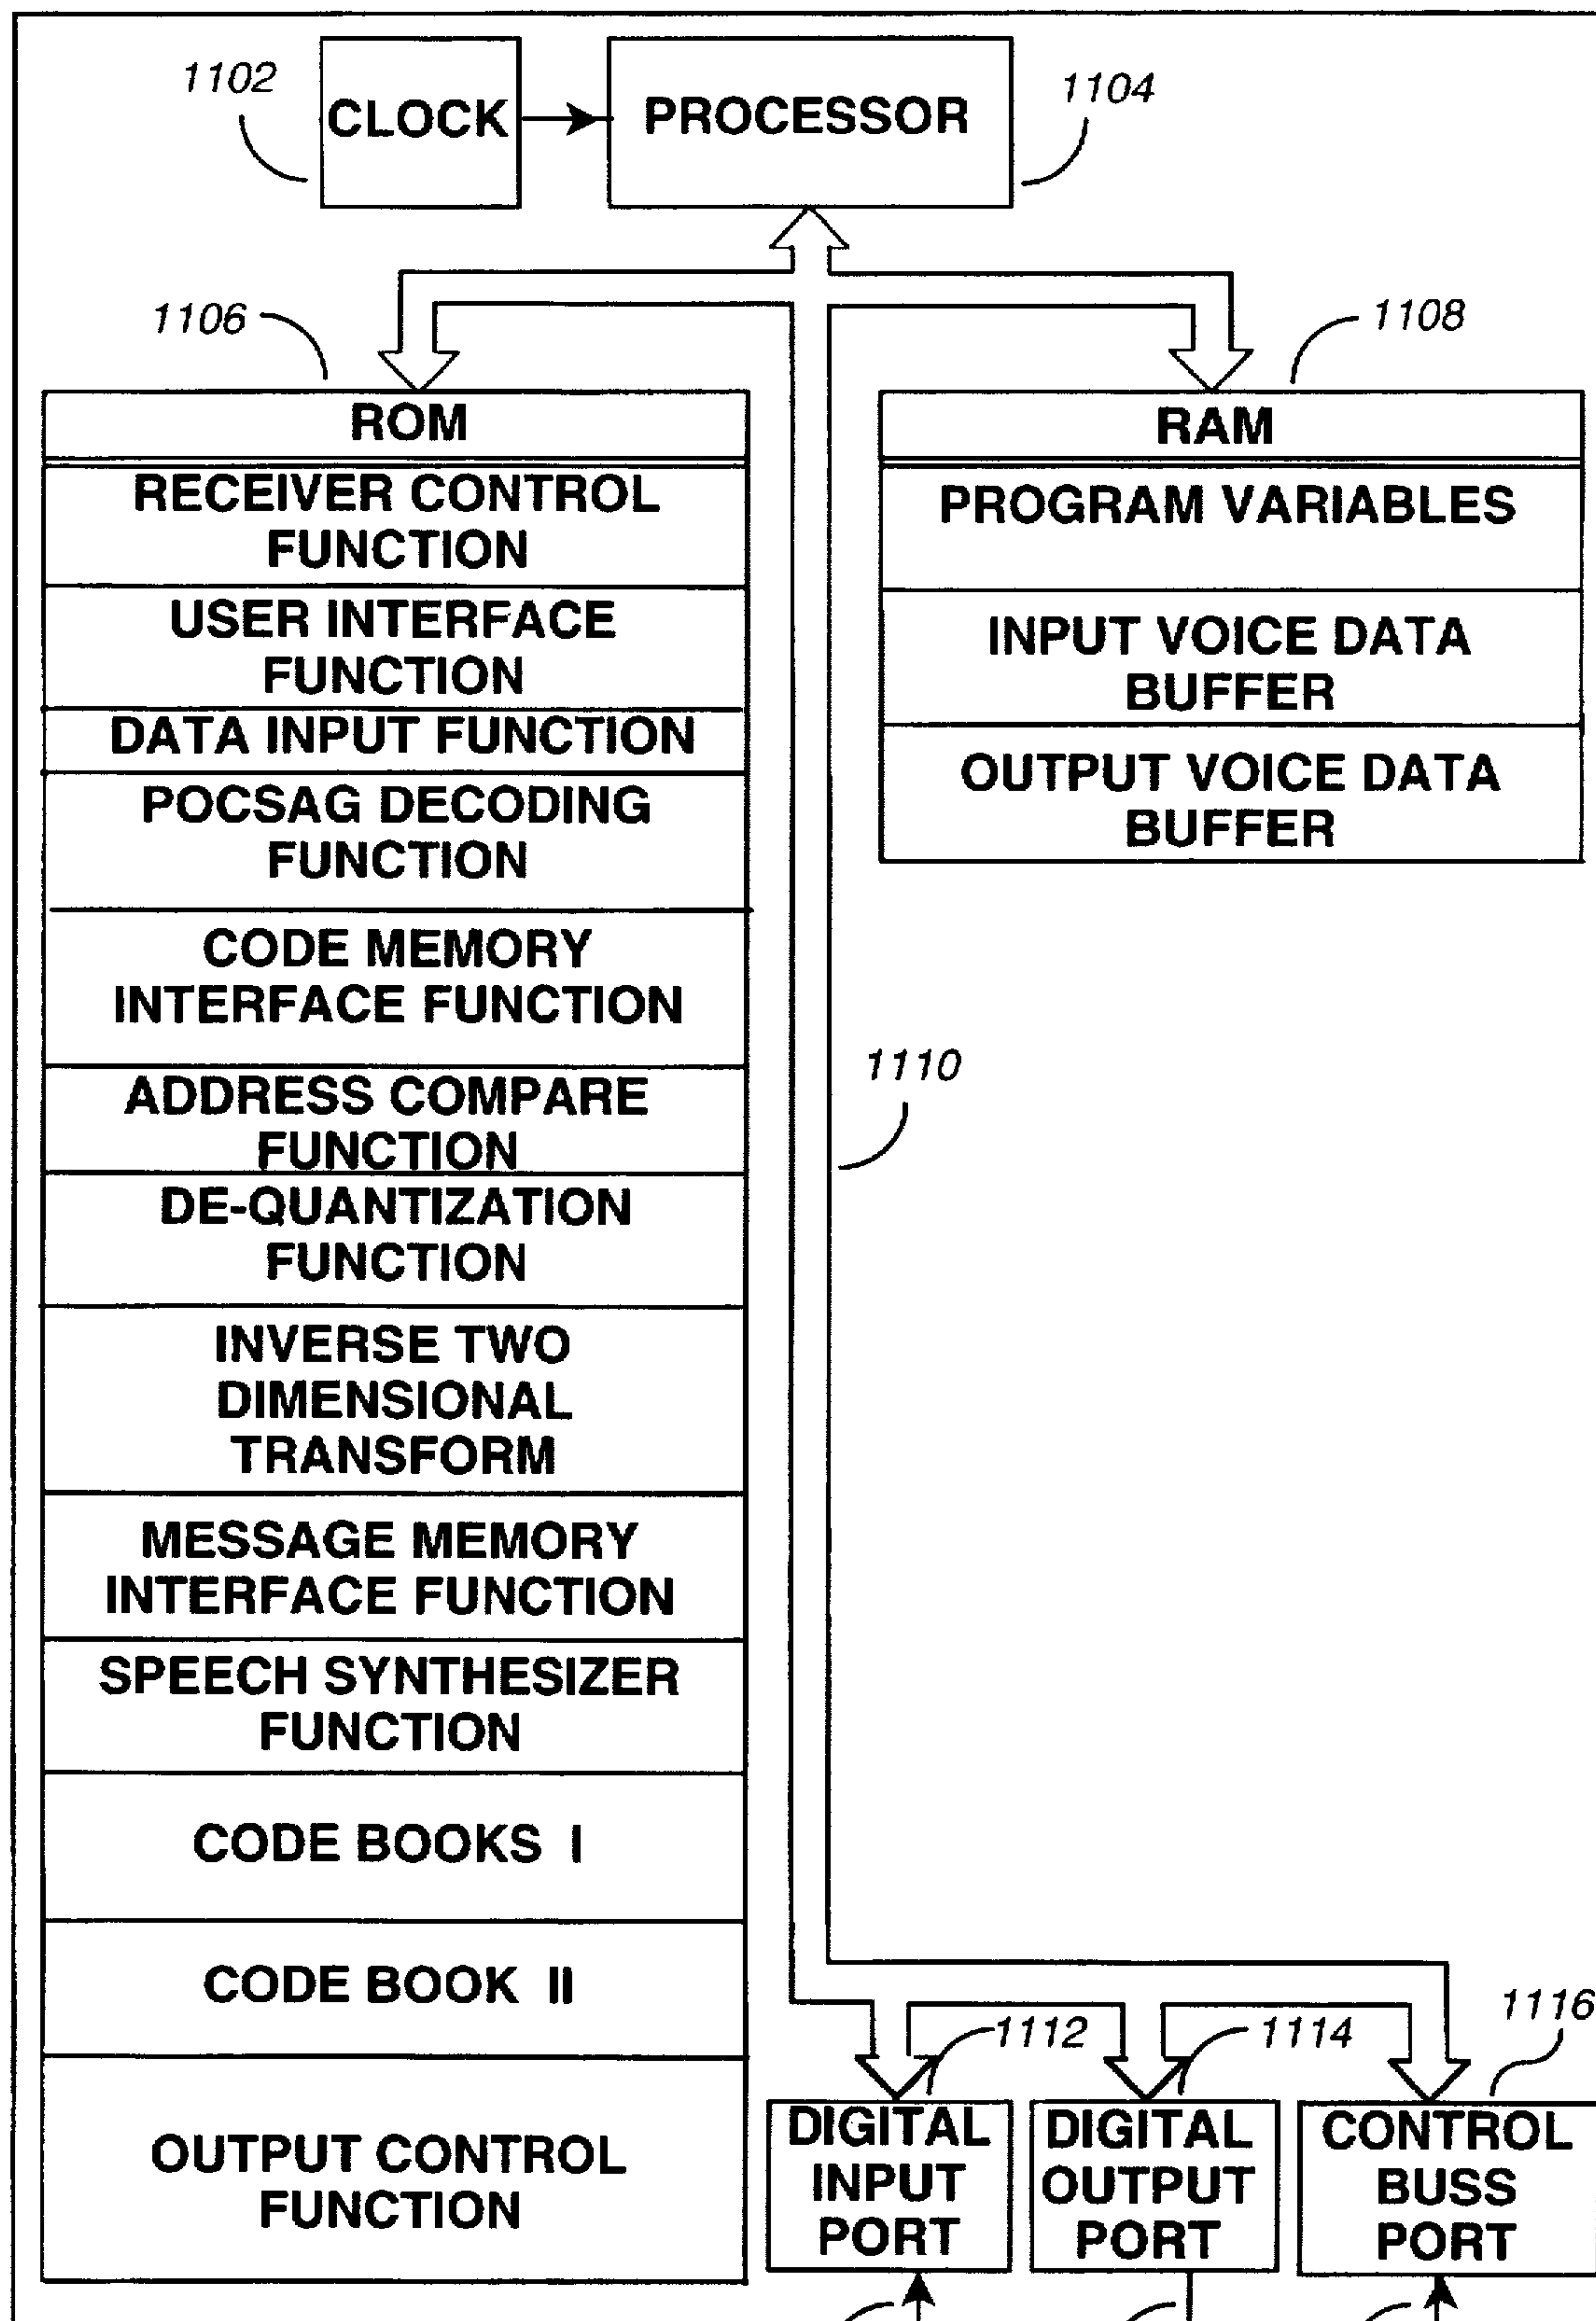 1102
CLOCK
PROCESSOR
1104
1106
1108
ROM
RECEIVER CONTROL
FUNCTION
USER INTERFACE
FUNCTION
DATA INPUT FUNCTION
POCSAG DECODING
FUNCTION
CODE MEMORY
INTERFACE FUNCTION
ADDRESS COMPARE
FUNCTION
DE-QUANTIZATION
FUNCTION
INVERSE TWO
DIMENSIONAL
TRANSFORM
MESSAGE MEMORY
INTERFACE FUNCTION
SPEECH SYNTHESIZER
FUNCTION
CODE BOOKS I
CODE BOOK II
OUTPUT CONTROL
FUNCTION
RAM
PROGRAM VARIABLES
INPUT VOICE DATA
BUFFER
OUTPUT VOICE DATA
BUFFER
1110
1112
1114
1116
DIGITAL
INPUT
PORT
DIGITAL
OUTPUT
PORT
CONTROL
BUSS
PORT